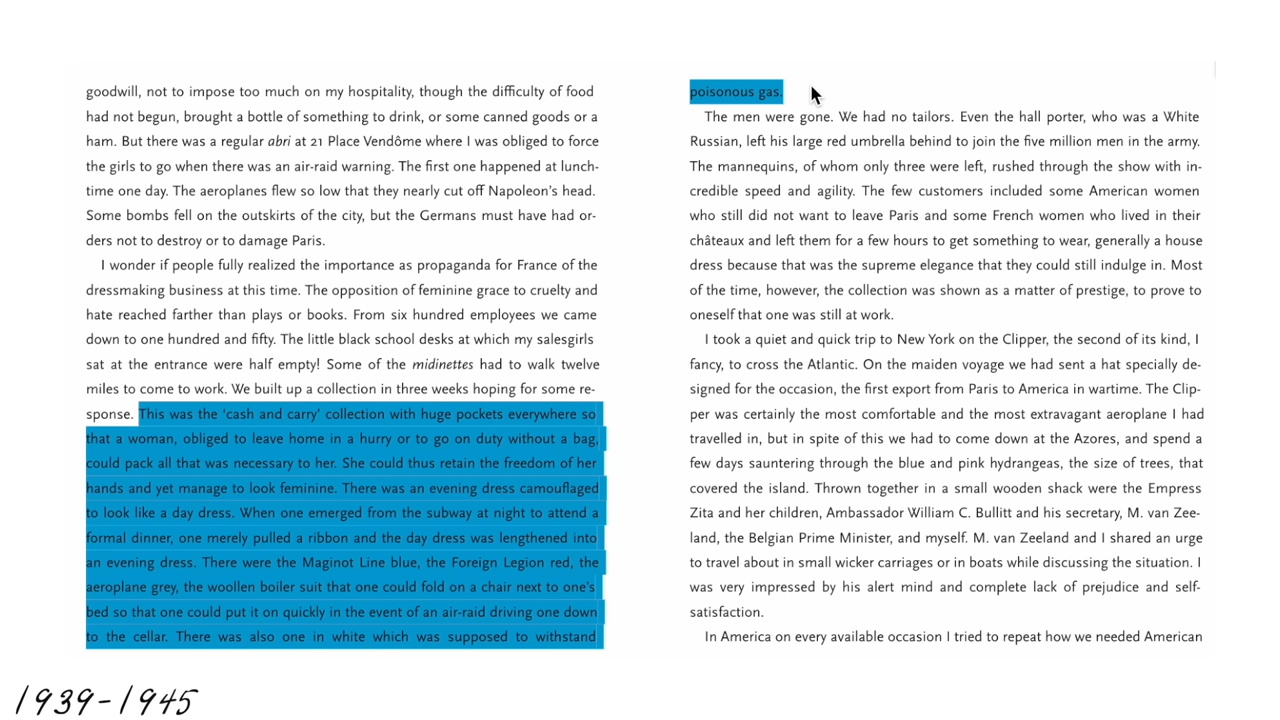 goodwill, not to impose too much on my hospitality, though the difficulty of food
had not begun, brought a bottle of something to drink, or some canned goods or a
ham. But there was a regular abri at 21 Place Vendôme where I was obliged to force
the girls to go when there was an air-raid warning. The first one happened at lunch-
time one day. The aeroplanes flew so low that they nearly cut off Napoleon's head.
Some bombs fell on the outskirts of the city, but the Germans must have had or-
ders not to destroy or to damage Paris.
I wonder if people fully realized the importance as propaganda for France of the
dressmaking business at this time. The opposition of feminine grace to cruelty and
hate reached farther than plays or books. From six hundred employees we came
down to one hundred and fifty. The little black school desks at which my salesgirls
sat at the entrance were half empty! Some of the midinettes had to walk twelve
miles to come to work. We built up a collection in three weeks hoping for some re-
sponse. This was the 'cash and carry' collection with huge pockets everywhere so
that a woman, obliged to leave home in a hurry or to go on duty without a bag,
could pack all that was necessary to her. She could thus retain the freedom of her
hands and yet manage to look feminine. There was an evening dress camouflaged
to look like a day dress. When one emerged from the subway at night to attend a
formal dinner, one merely pulled a ribbon and the day dress was lengthened into
an evening dress. There were the Maginot Line blue, the Foreign Legion red, the
aeroplane grey, the woollen boiler suit that one could fold on a chair next to one's
bed so that one could put it on quickly in the event of an air-raid driving one down
to the cellar. There was also one in white which was supposed to withstand
poisonous gas.
The men were gone. We had no tailors. Even the hall porter, who was a White
Russian, left his large red umbrella behind to join the five million men in the army.
The mannequins, of whom only three were left, rushed through the show with in-
credible speed and agility. The few customers included some American women
who still did not want to leave Paris and some French women who lived in their
châteaux and left them for a few hours to get something to wear, generally a house
dress because that was the supreme elegance that they could still indulge in. Most
of the time, however, the collection was shown as a matter of prestige, to prove to
oneself that one was still at work.
I took a quiet and quick trip to New York on the Clipper, the second of its kind, I
fancy, to cross the Atlantic. On the maiden voyage we had sent a hat specially de-
signed for the occasion, the first export from Paris to America in wartime. The Clip-
per was certainly the most comfortable and the most extravagant aeroplane I had
travelled in, but in spite of this we had to come down at the Azores, and spend a
few days sauntering through the blue and pink hydrangeas, the size of trees, that
covered the island. Thrown together in a small wooden shack were the Empress
Zita and her children, Ambassador William C. Bullitt and his secretary, M. van Zee-
land, the Belgian Prime Minister, and myself. M. van Zeeland and I shared an urge
to travel about in small wicker carriages or in boats while discussing the situation. I
was very impressed by his alert mind and complete lack of prejudice and self-
satisfaction.
In America on every available occasion I tried to repeat how we needed American
1939-1945